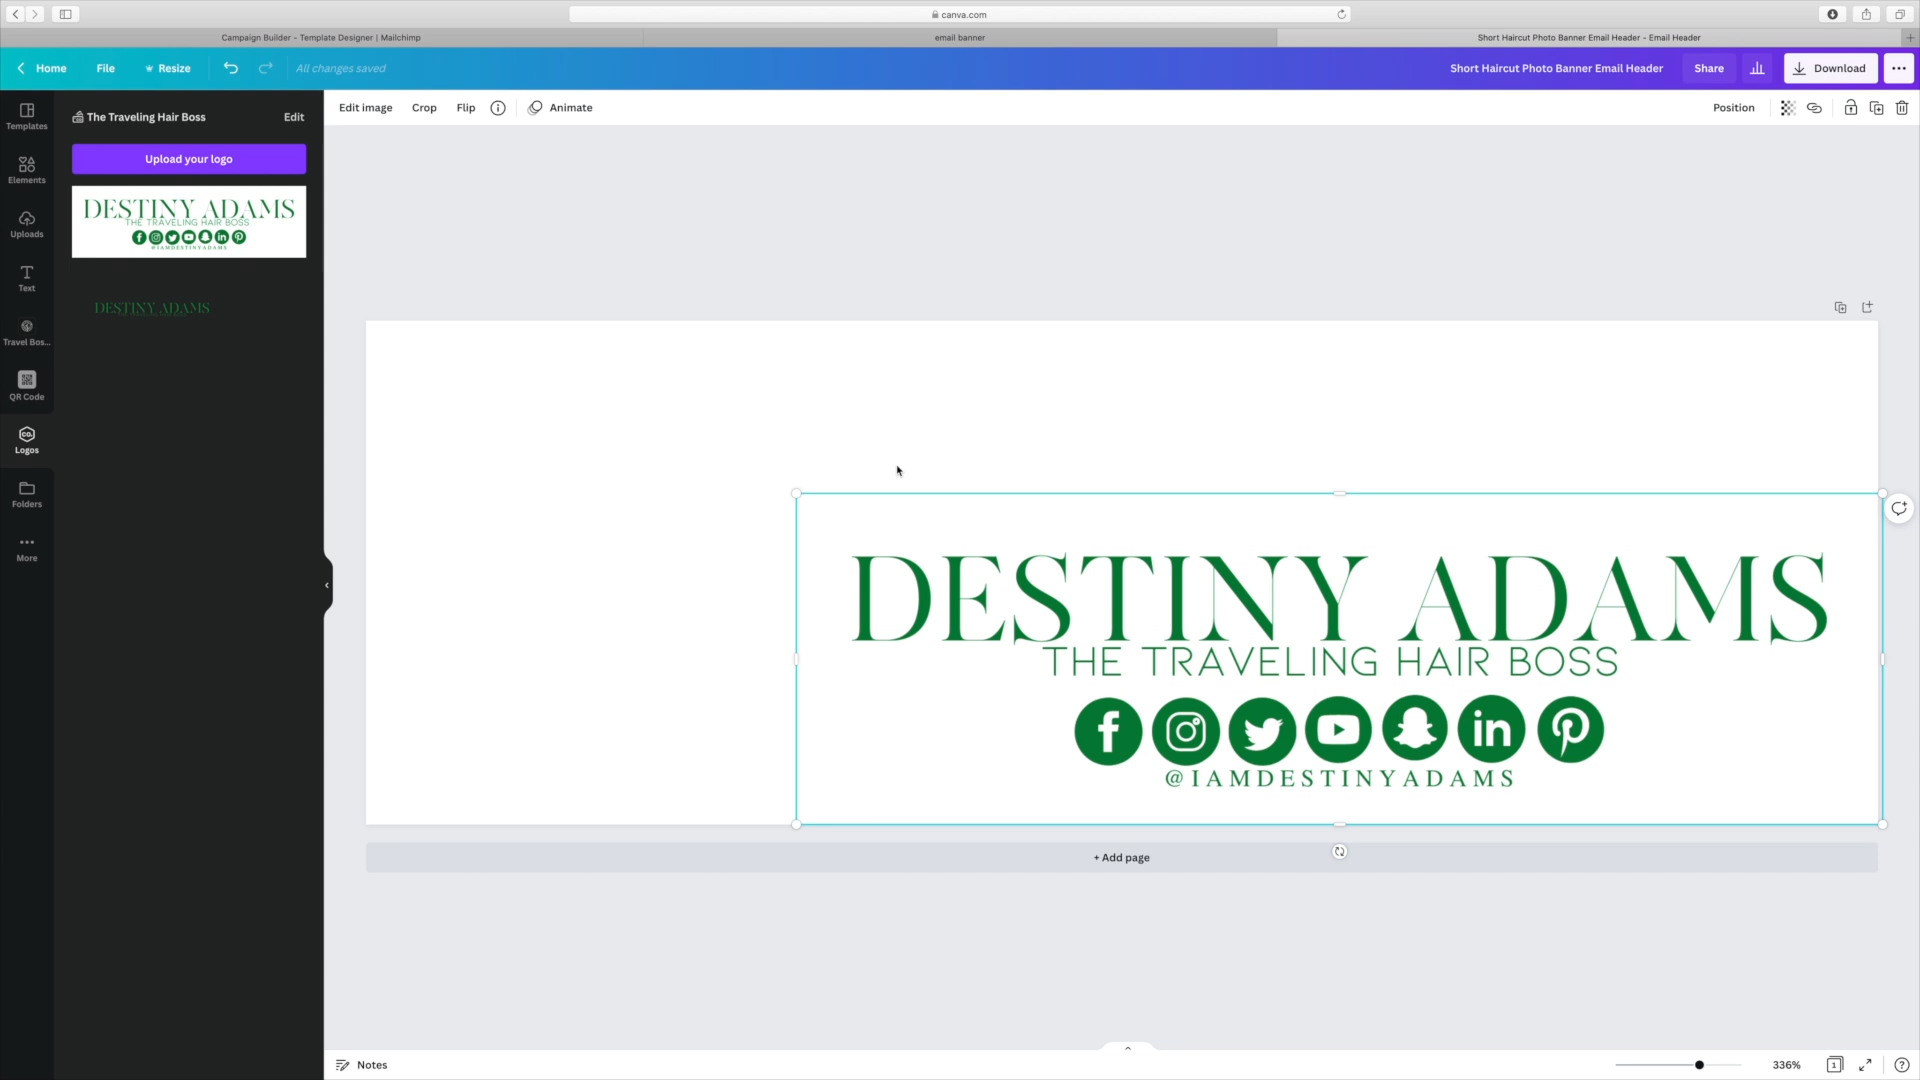 canva.com
Campaign Builder - Template Designer | Mailchimp
email banner
Short Haircut Photo Banner Email Header - Email Header
Home
File
Resize
All changes saved
Short Haircut Photo Banner Email Header
Share
Download
Templates
Elements
Uploads
Text
Travel Bos...
QR Code
CO.
Logos
Folders
More
The Traveling Hair Boss
Edit
Upload your logo
DESTINY ADAMS
THE TRAVELING HAIR BOSS
@IAMDESTINYADAMS
DESTINY ADAMS
Edit image
Crop
Flip
Animate
Position
DESTINY ADAMS
THE TRAVELING HAIR BOSS
@IAMDESTINYADAMS
+ Add page
Notes
336%
1